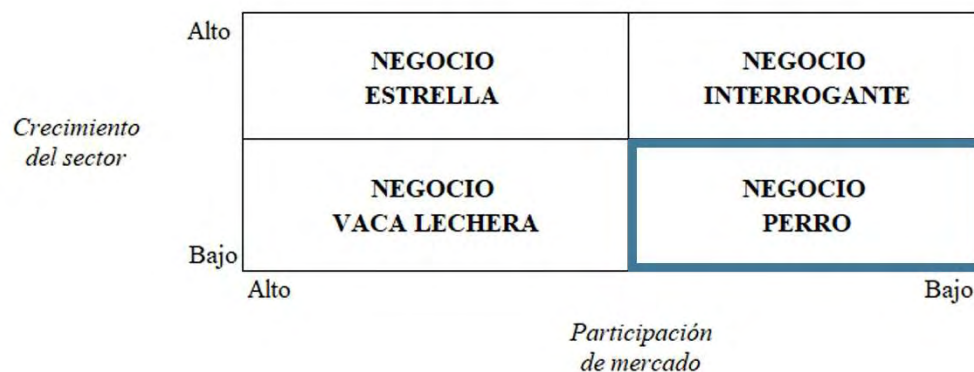 Alto
NEGOCIO
ESTRELLA
NEGOCIO
INTERROGANTE
Crecimiento
del sector
NEGOCIO
VACA LECHERA
NEGOCIO
PERRO
Bajo
Alto
Bajo
Participación
de mercado